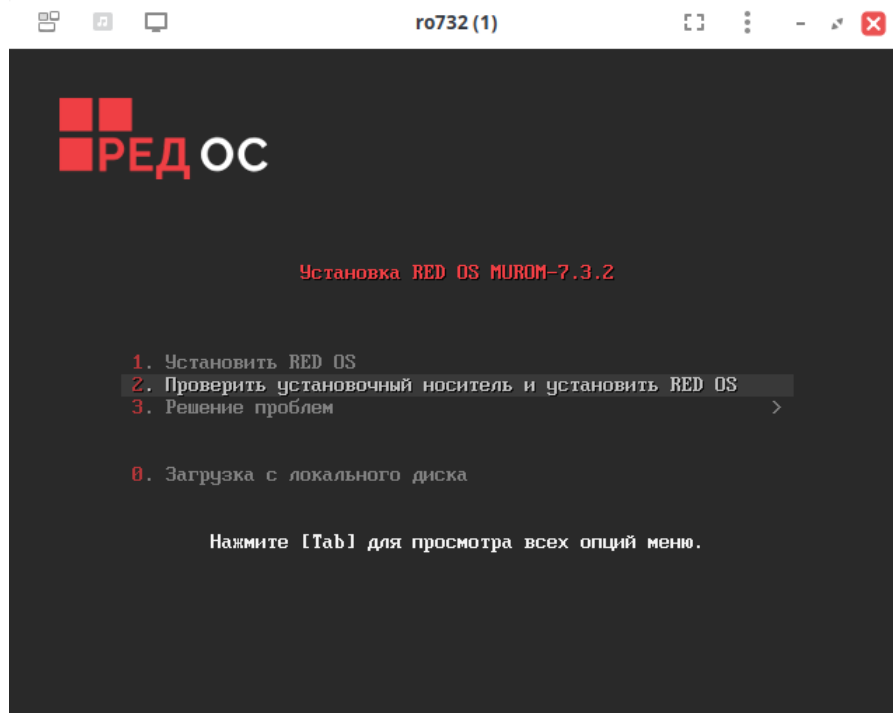 ro732 (1)
РЕД ОС
Установка RED OS MUROM-7.3.2
1. Установить RED OS
2. Проверить установочный носитель и установить RED OS
3. Решение проблем >
0. Загрузка с локального диска
Нажмите [Tab] для просмотра всех опций меню.